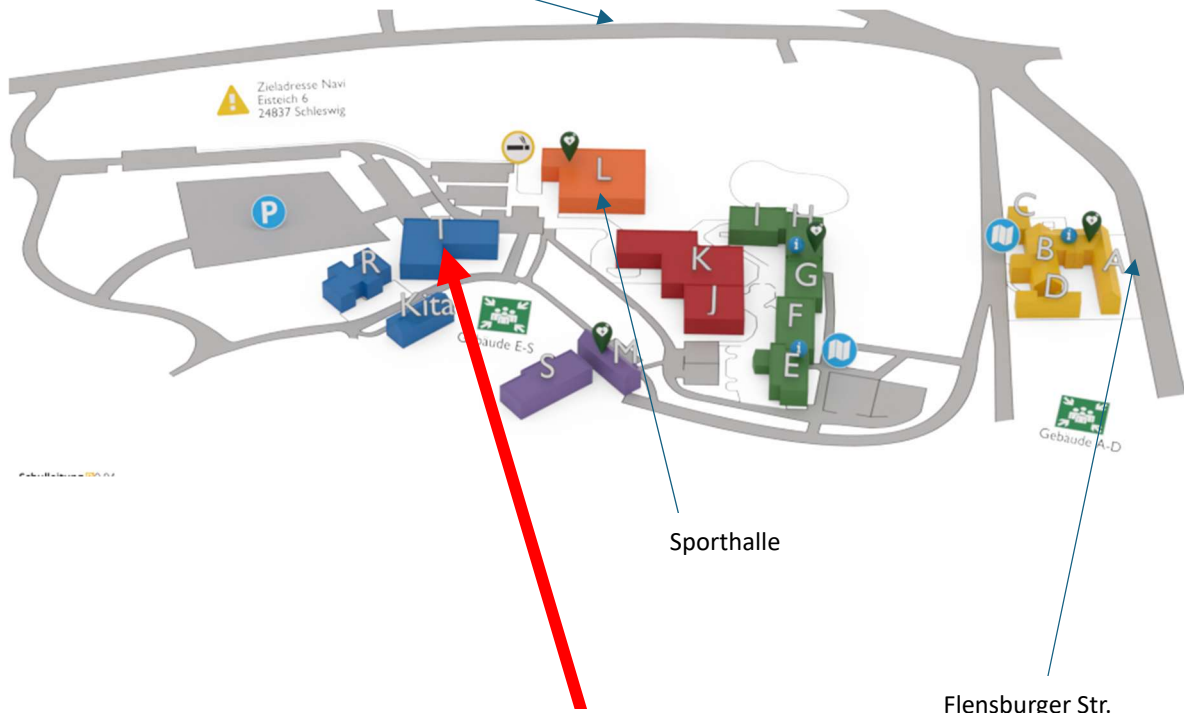 Zieladresse Navi
Eisteich 6
24837 Schleswig
P
L
I
H
C
B
A
D
K
G
T
R
J
F
Kita
Gebäude E-S
S
M
E
Gebäude A-D
Sporthalle
Flensburger Str.